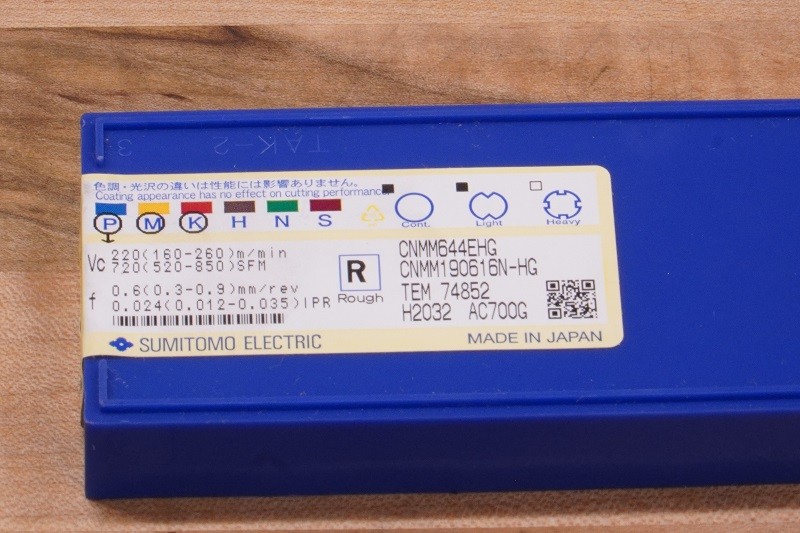 3 TAK-2
色調・光沢の違いは性能には影響ありません。
Coating appearance has no effect on cutting performance.
P M K H N S
Cont. Light Heavy
Vc 220(160-260)m/min
720(520-850)SFM
f 0.6(0.3-0.9)mm/rev
0.024(0.012-0.035)IPR
R
Rough
CNMM644EHG
CNMM190616N-HG
TEM 74852
H2032 AC700G
SUMITOMO ELECTRIC
MADE IN JAPAN